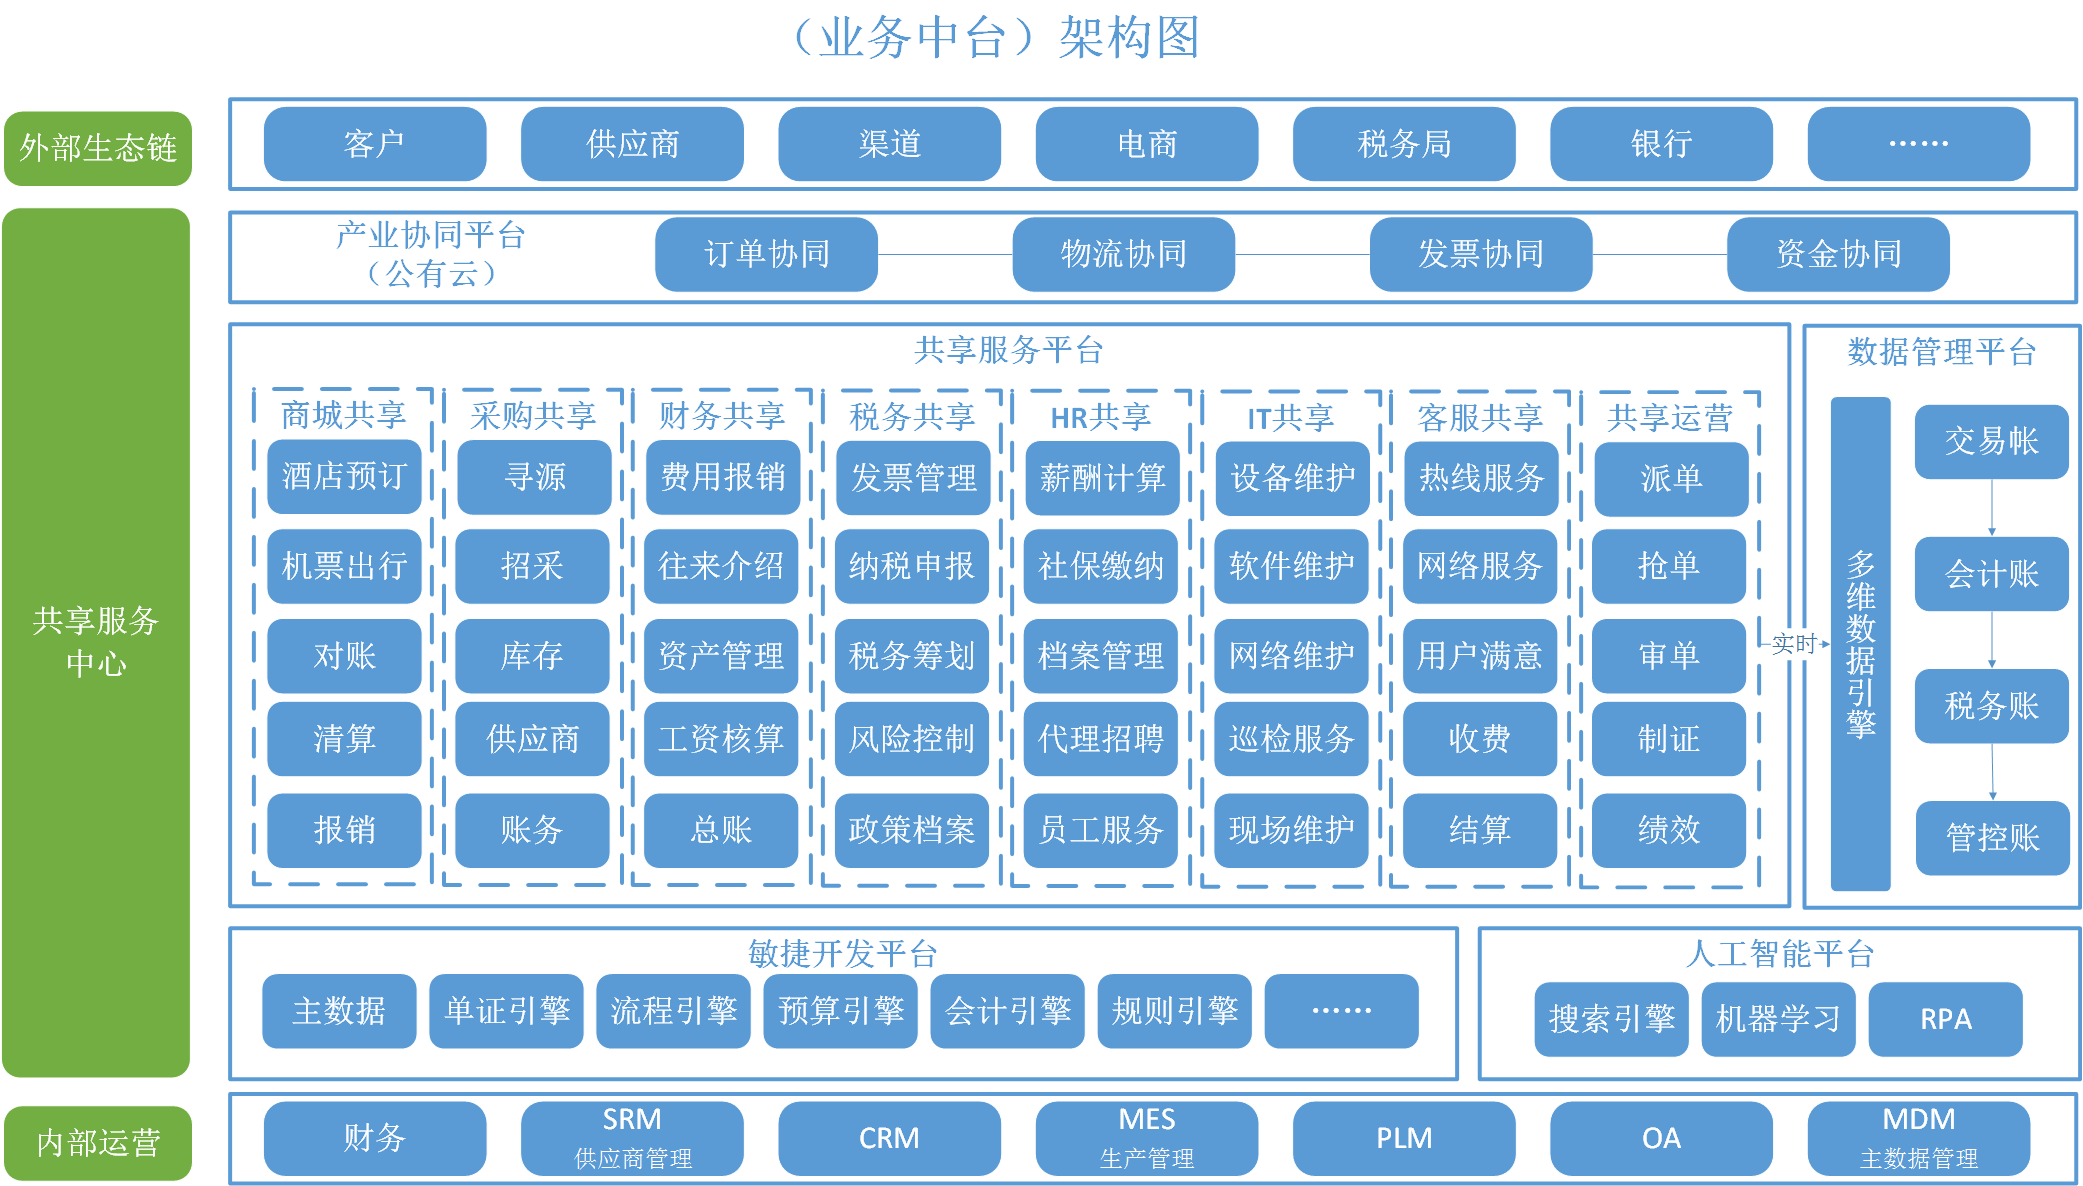 （业务中台）架构图
外部生态链
客户
供应商
渠道
电商
税务局
银行
……
共享服务
中心
产业协同平台
（公有云）
订单协同
物流协同
发票协同
资金协同
共享服务平台
商城共享
酒店预订
机票出行
对账
清算
报销
采购共享
寻源
招采
库存
供应商
账务
财务共享
费用报销
往来介绍
资产管理
工资核算
总账
税务共享
发票管理
纳税申报
税务筹划
风险控制
政策档案
HR共享
薪酬计算
社保缴纳
档案管理
代理招聘
员工服务
IT共享
设备维护
软件维护
网络维护
巡检服务
现场维护
客服共享
热线服务
网络服务
用户满意
收费
结算
共享运营
派单
抢单
审单
制证
绩效
实时
数据管理平台
多维数据引擎
交易帐
会计账
税务账
管控账
敏捷开发平台
主数据
单证引擎
流程引擎
预算引擎
会计引擎
规则引擎
……
人工智能平台
搜索引擎
机器学习
RPA
内部运营
财务
SRM
供应商管理
CRM
MES
生产管理
PLM
OA
MDM
主数据管理